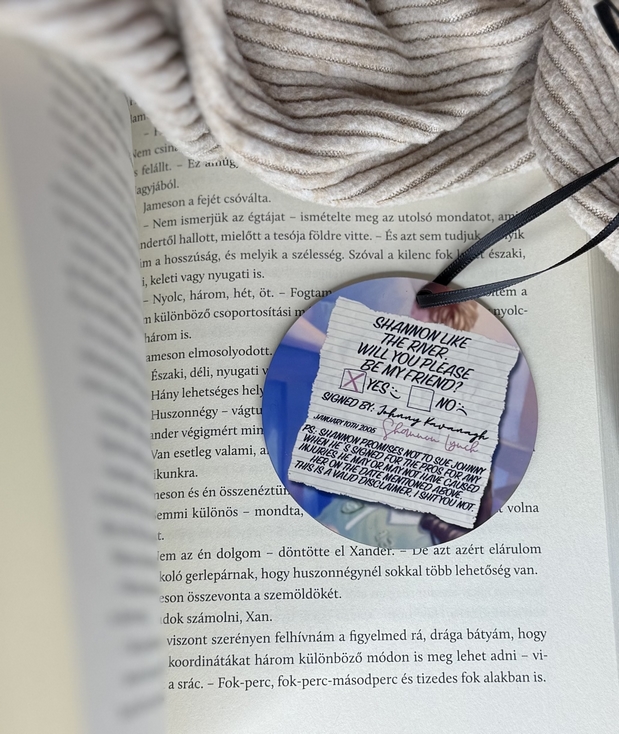 felállt. – Ez amúg
agyjából.
Jameson a fejét csóválta.
– Nem ismerjük az égtájat – ismételte meg az utolsó mondatot,
ndertől hallott, mielőtt a tesója földre vitte. – És azt sem tudjuk,
m a hosszúság, és melyik a szélesség. Szóval a kilenc fok északi,
i, keleti vagy nyugati is.
– Nyolc, három, hét, öt. – Fogtam a
n különböző csoportosítási nyolc-
három is.
ameson elmosolyodott.
Északi, déli, nyugati
Hány lehetséges hely
Huszonnégy – vágtu
ander végigmért min
Van esetleg valami, a
ikunkra.
meson és én összenéztün
emmi különös – mondta, volna
t.
em az én dolgom – döntötte el Xander. – De azt azért elárulom
koló gerlepárnak, hogy huszonnégynél sokkal több lehetőség van.
eson összevonta a szemöldökét.
dok számolni, Xan.
viszont szerényen felhívnám a figyelmed rá, drága bátyám, hogy
koordinátákat három különböző módon is meg lehet adni – vi-
a srác. – Fok-perc, fok-perc-másodperc és tizedes fok alakban is.
SHANNON LIKE
THE RIVER,
WILL YOU PLEASE
BE MY FRIEND?
YES NO
SIGNED BY: Johnny Kavanagh
JANUARY 10TH 2005 Shannon Lynch
PS: SHANNON PROMISES NOT TO SUE JOHNNY
WHEN HE'S SIGNED FOR THE PROS, FOR ANY
INJURIES HE MAY OR MAY NOT HAVE CAUSED
HER ON THE DATE MENTIONED ABOVE.
THIS IS A VALID DISCLAIMER, I SHIT YOU NOT.